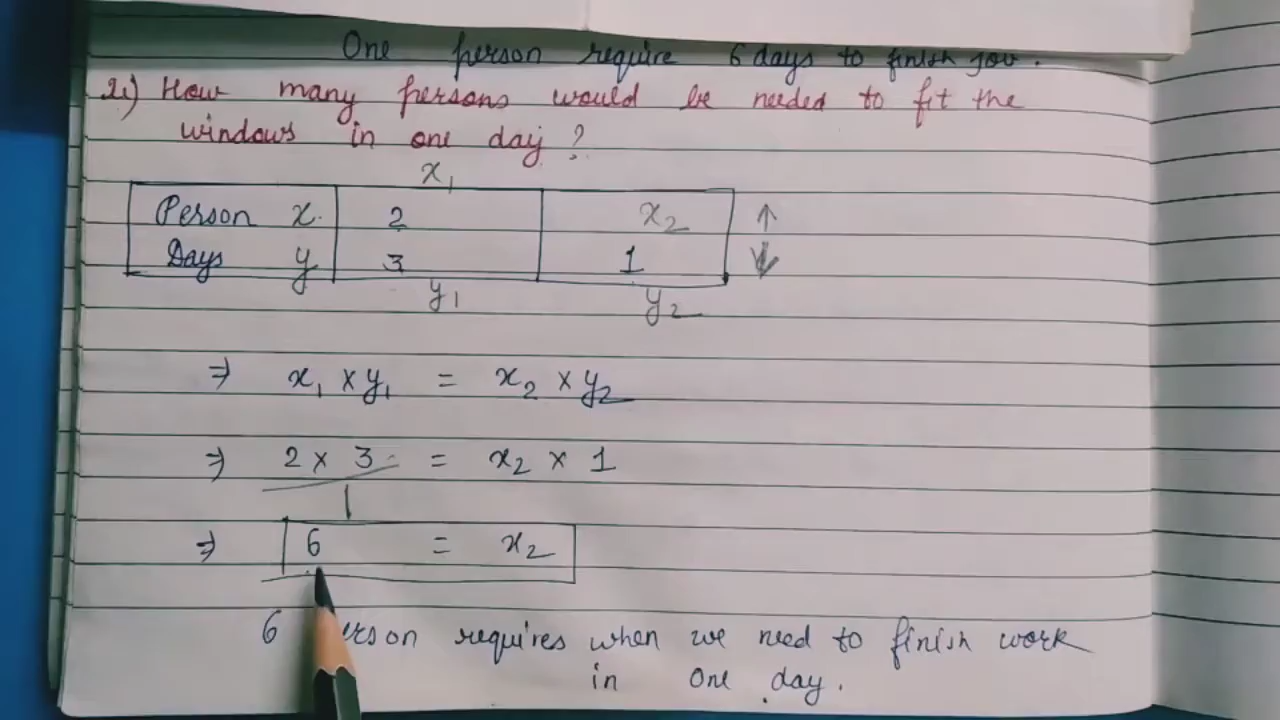 One person require 6 days to finish job.
2.) How many persons would be needed to fit the
windows in one day?
x₁
Person x. 2 x₂ ↑
Days y 3 1 ↓
y₁ y₂
⇒ x₁ × y₁ = x₂ × y₂
⇒ 2 × 3 = x₂ × 1
1
⇒ 6 = x₂
6 erson requires when we need to finish work
in one day.